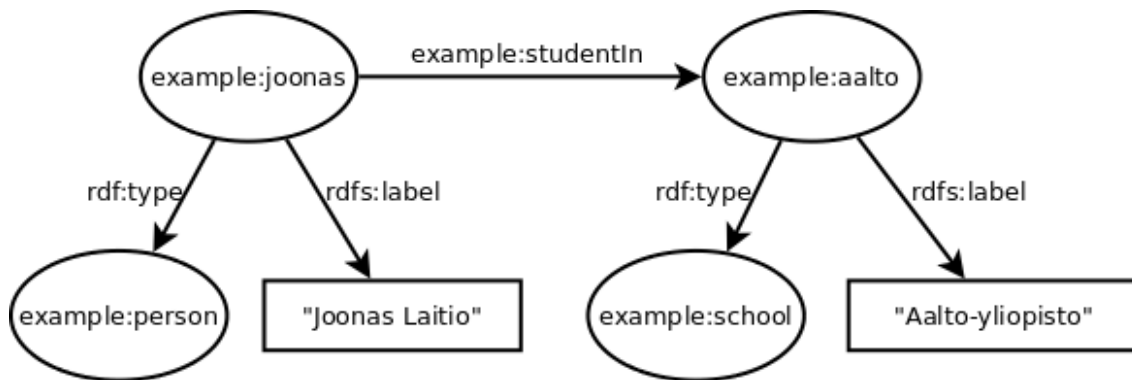 example:joonas
example:studentIn
example:aalto
rdf:type
rdfs:label
rdf:type
rdfs:label
example:person
"Joonas Laitio"
example:school
"Aalto-yliopisto"